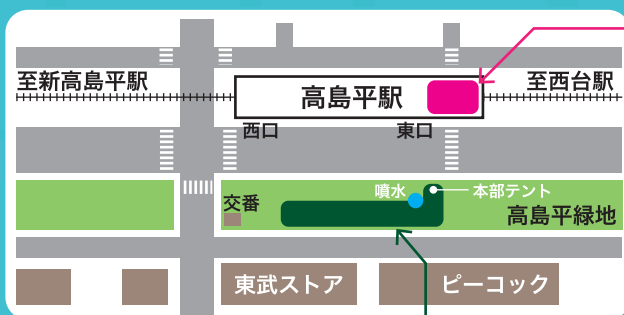 至新高島平駅
高島平駅
至西台駅
西口
東口
交番
噴水
本部テント
高島平緑地
東武ストア
ピーコック